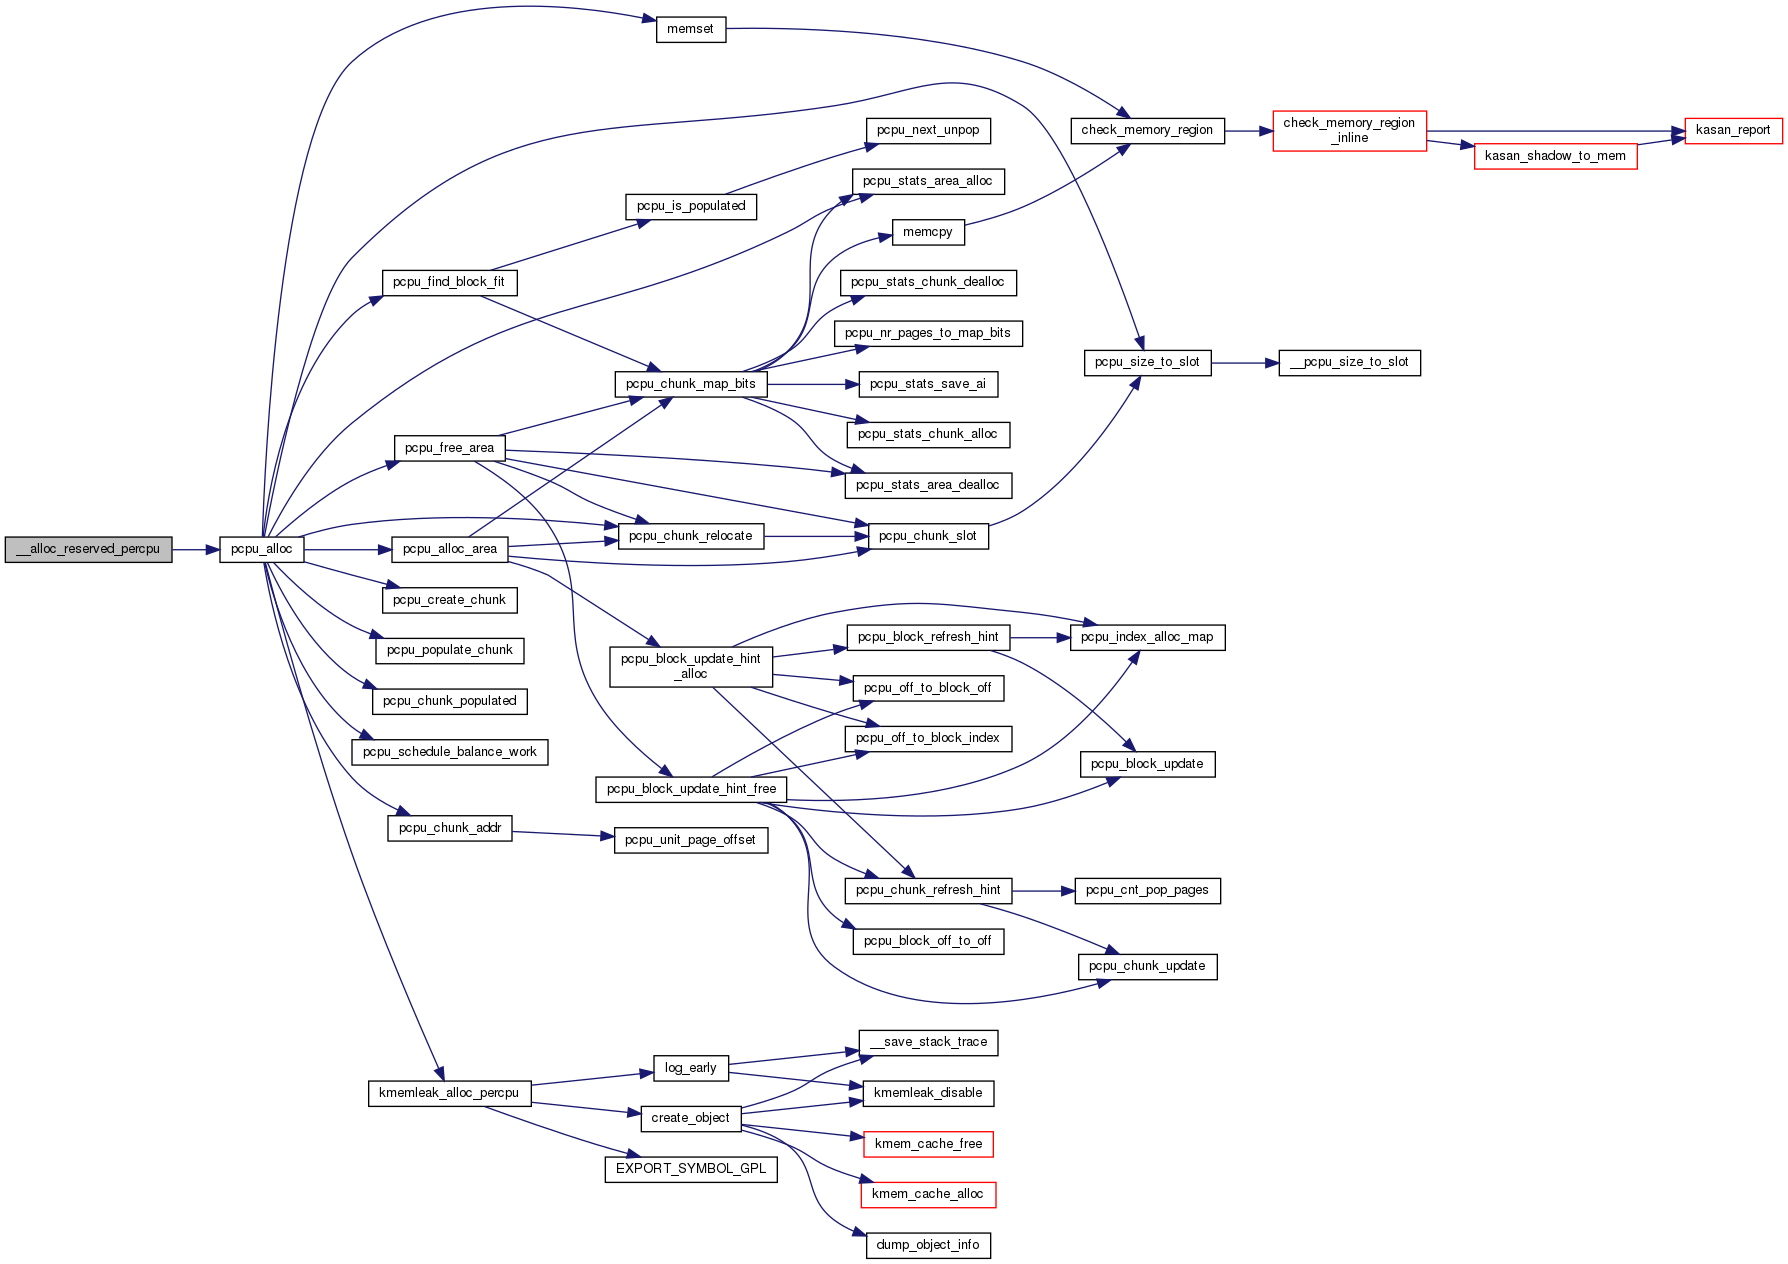 memset
pcpu_next_unpop
check_memory_region
check_memory_region
_inline
kasan_report
kasan_shadow_to_mem
pcpu_stats_area_alloc
pcpu_is_populated
memcpy
pcpu_find_block_fit
pcpu_stats_chunk_dealloc
pcpu_nr_pages_to_map_bits
pcpu_size_to_slot
__pcpu_size_to_slot
pcpu_chunk_map_bits
pcpu_stats_save_ai
pcpu_stats_chunk_alloc
pcpu_free_area
pcpu_stats_area_dealloc
pcpu_chunk_relocate
pcpu_chunk_slot
__alloc_reserved_percpu
pcpu_alloc
pcpu_alloc_area
pcpu_create_chunk
pcpu_block_refresh_hint
pcpu_index_alloc_map
pcpu_populate_chunk
pcpu_block_update_hint
_alloc
pcpu_off_to_block_off
pcpu_chunk_populated
pcpu_off_to_block_index
pcpu_schedule_balance_work
pcpu_block_update
pcpu_block_update_hint_free
pcpu_chunk_addr
pcpu_unit_page_offset
pcpu_chunk_refresh_hint
pcpu_cnt_pop_pages
pcpu_block_off_to_off
pcpu_chunk_update
__save_stack_trace
log_early
kmemleak_alloc_percpu
kmemleak_disable
create_object
kmem_cache_free
EXPORT_SYMBOL_GPL
kmem_cache_alloc
dump_object_info